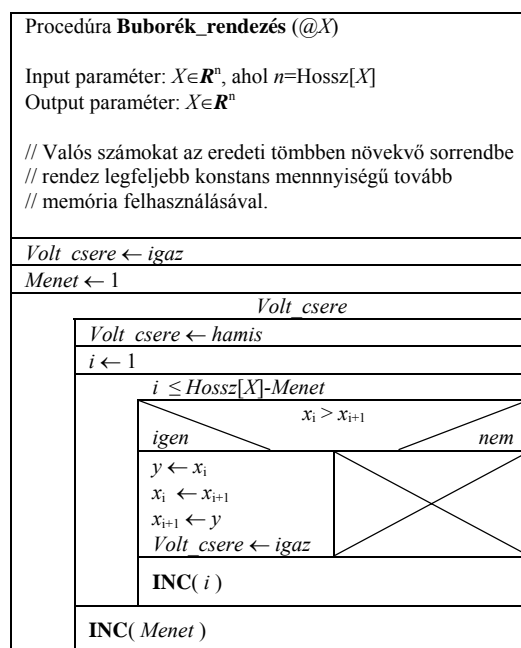 Procedúra Buborék_rendezés (@X)
Input paraméter: X∈Rⁿ, ahol n=Hossz[X]
Output paraméter: X∈Rⁿ
// Valós számokat az eredeti tömbben növekvő sorrendbe
// rendez legfeljebb konstans mennnyiségű tovább
// memória felhasználásával.
Volt_csere ← igaz
Menet ← 1
Volt_csere
Volt_csere ← hamis
i ← 1
i ≤ Hossz[X]-Menet
xᵢ > xᵢ₊₁
igen nem
y ← xᵢ
xᵢ ← xᵢ₊₁
xᵢ₊₁ ← y
Volt_csere ← igaz
INC( i )
INC( Menet )